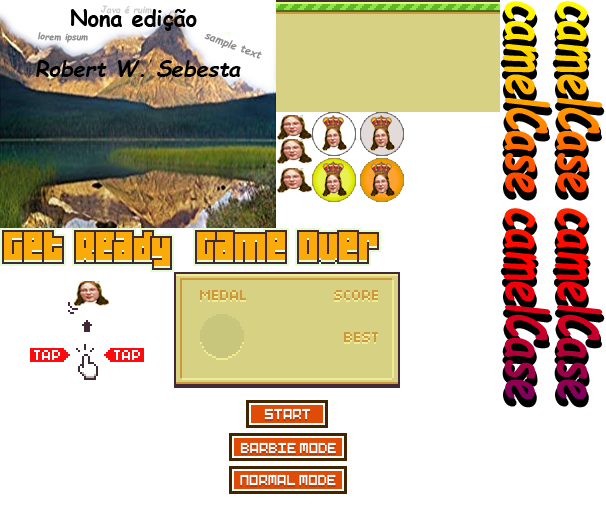 Java é ruim
Nona edição
lorem ipsum
sample text
Robert W. Sebesta
camelCase
camelCase
camelCase
camelCase
Get Ready
Game Over
MEDAL
SCORE
BEST
TAP
TAP
START
BARBIE MODE
NORMAL MODE